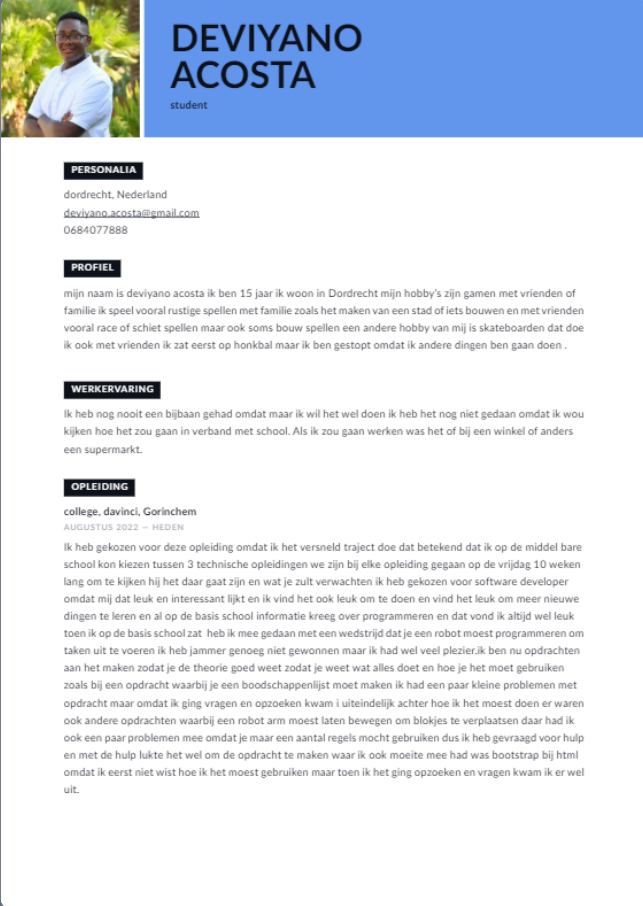 DEVIYANO
ACOSTA
student
PERSONALIA
dordrecht, Nederland
deviyano.acosta@gmail.com
0684077888
PROFIEL
mijn naam is deviyano acosta ik ben 15 jaar ik woon in Dordrecht mijn hobby's zijn gamen met vrienden of
familie ik speel vooral rustige spellen met familie zoals het maken van een stad of iets bouwen en met vrienden
vooral race of schiet spellen maar ook soms bouw spellen een andere hobby van mij is skateboarden dat doe
ik ook met vrienden ik zat eerst op honkbal maar ik ben gestopt omdat ik andere dingen ben gaan doen .
WERKERVARING
Ik heb nog nooit een bijbaan gehad omdat maar ik wil het wel doen ik heb het nog niet gedaan omdat ik wou
kijken hoe het zou gaan in verband met school. Als ik zou gaan werken was het of bij een winkel of anders
een supermarkt.
OPLEIDING
college, davinci, Gorinchem
AUGUSTUS 2022 — HEDEN
Ik heb gekozen voor deze opleiding omdat ik het versneld traject doe dat betekend dat ik op de middel bare
school kon kiezen tussen 3 technische opleidingen we zijn bij elke opleiding gegaan op de vrijdag 10 weken
lang om te kijken hij het daar gaat zijn en wat je zult verwachten ik heb gekozen voor software developer
omdat mij dat leuk en interessant lijkt en ik vind het ook leuk om te doen en vind het leuk om meer nieuwe
dingen te leren en al op de basis school informatie kreeg over programmeren en dat vond ik altijd wel leuk
toen ik op de basis school zat heb ik mee gedaan met een wedstrijd dat je een robot moest programmeren om
taken uit te voeren ik heb jammer genoeg niet gewonnen maar ik had wel veel plezier.ik ben nu opdrachten
aan het maken zodat je de theorie goed weet zodat je weet wat alles doet en hoe je het moet gebruiken
zoals bij een opdracht waarbij je een boodschappenlijst moet maken ik had een paar kleine problemen met
opdracht maar omdat ik ging vragen en opzoeken kwam i uiteindelijk achter hoe ik het moest doen er waren
ook andere opdrachten waarbij een robot arm moest laten bewegen om blokjes te verplaatsen daar had ik
ook een paar problemen mee omdat je maar een aantal regels mocht gebruiken dus ik heb gevraagd voor hulp
en met de hulp lukte het wel om de opdracht te maken waar ik ook moeite mee had was bootstrap bij html
omdat ik eerst niet wist hoe ik het moest gebruiken maar toen ik het ging opzoeken en vragen kwam ik er wel
uit.